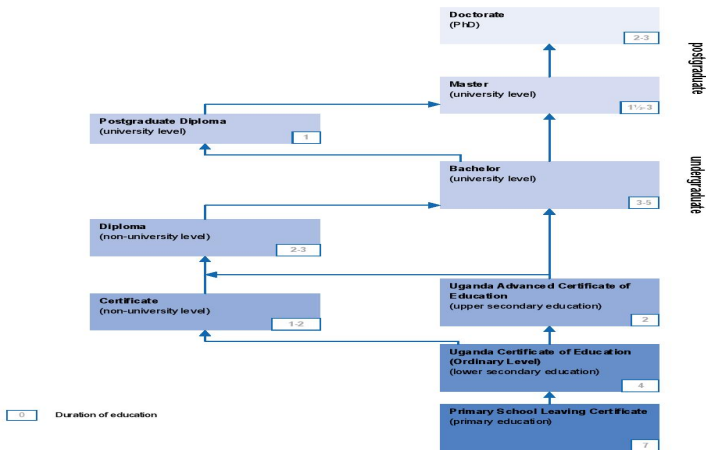 Doctorate
(PhD)
2-3
postgraduate
Master
(university level)
1½-3
Postgraduate Diploma
(university level)
1
Bachelor
(university level)
3-5
undergraduate
Diploma
(non-university level)
2-3
Uganda Advanced Certificate of
Education
(upper secondary education)
2
Certificate
(non-university level)
1-2
Uganda Certificate of Education
(Ordinary Level)
(lower secondary education)
4
Primary School Leaving Certificate
(primary education)
7
0 Duration of education